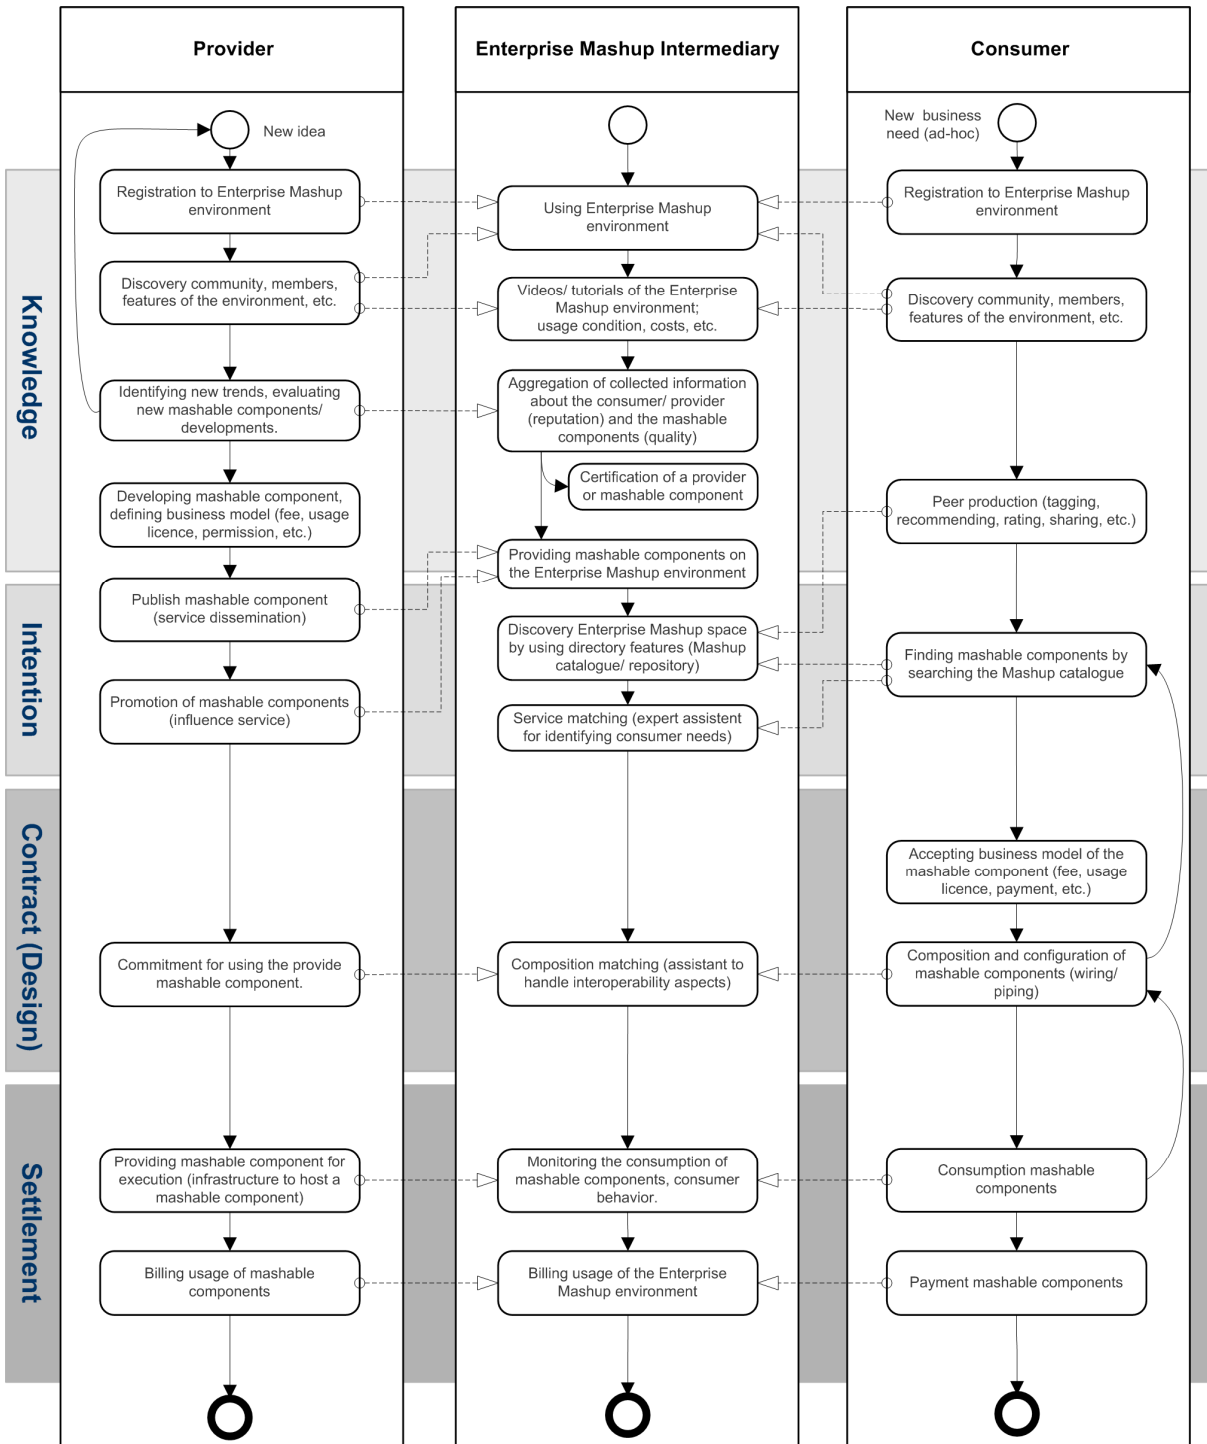 Provider
Enterprise Mashup Intermediary
Consumer
New idea
New business
need (ad-hoc)
Knowledge
Registration to Enterprise Mashup
environment
Using Enterprise Mashup
environment
Registration to Enterprise Mashup
environment
Discovery community, members,
features of the environment, etc.
Videos/ tutorials of the Enterprise
Mashup environment;
usage condition, costs, etc.
Discovery community, members,
features of the environment, etc.
Identifying new trends, evaluating
new mashable components/
developments.
Aggregation of collected information
about the consumer/ provider
(reputation) and the mashable
components (quality)
Certification of a provider
or mashable component
Developing mashable component,
defining business model (fee, usage
licence, permission, etc.)
Peer production (tagging,
recommending, rating, sharing, etc.)
Providing mashable components on
the Enterprise Mashup environment
Intention
Publish mashable component
(service dissemination)
Discovery Enterprise Mashup space
by using directory features (Mashup
catalogue/ repository)
Finding mashable components by
searching the Mashup catalogue
Promotion of mashable components
(influence service)
Service matching (expert assistent
for identifying consumer needs)
Contract (Design)
Accepting business model of the
mashable component (fee, usage
licence, payment, etc.)
Commitment for using the provide
mashable component.
Composition matching (assistant to
handle interoperability aspects)
Composition and configuration of
mashable components (wiring/
piping)
Settlement
Providing mashable component for
execution (infrastructure to host a
mashable component)
Monitoring the consumption of
mashable components, consumer
behavior.
Consumption mashable
components
Billing usage of mashable
components
Billing usage of the Enterprise
Mashup environment
Payment mashable components